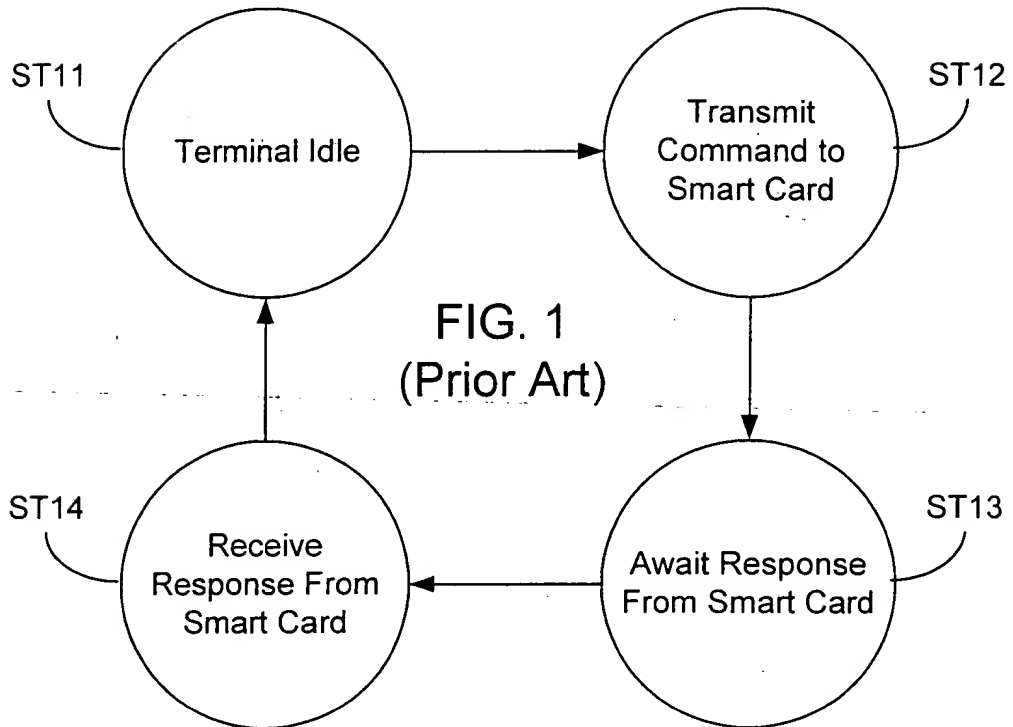 ST11
Terminal Idle
Transmit
Command to
Smart Card
ST12
FIG. 1
(Prior Art)
ST14
Receive
Response From
Smart Card
Await Response
From Smart Card
ST13